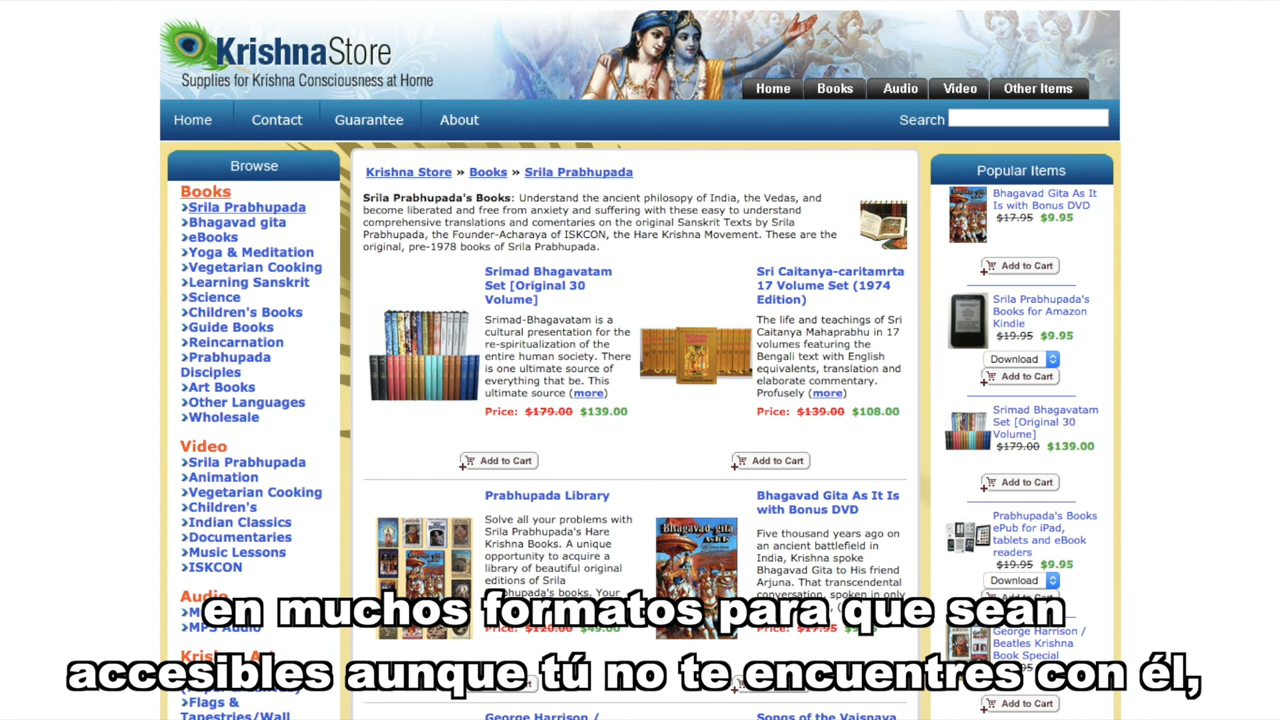 KrishnaStore
Supplies for Krishna Consciousness at Home
Home Books Audio Video Other Items
Home Contact Guarantee About Search
Browse
Books
Srila Prabhupada
Bhagavad gita
eBooks
Yoga & Meditation
Vegetarian Cooking
Learning Sanskrit
Science
Children's Books
Guide Books
Reincarnation
Prabhupada
Disciples
Art Books
Other Languages
Wholesale
Video
Srila Prabhupada
Animation
Vegetarian Cooking
Children's
Indian Classics
Documentaries
Music Lessons
ISKCON
Flags &
Tapestries/Wall
Krishna Store » Books » Srila Prabhupada
Srila Prabhupada's Books: Understand the ancient philosopy of India, the Vedas, and
become liberated and free from anxiety and suffering with these easy to understand
comprehensive translations and comentaries on the original Sanskrit Texts by Srila
Prabhupada, the Founder-Acharaya of ISKCON, the Hare Krishna Movement. These are the
original, pre-1978 books of Srila Prabhupada.
Srimad Bhagavatam
Set [Original 30
Volume]
Srimad-Bhagavatam is a
cultural presentation for the
re-spiritualization of the
entire human society. There
is one ultimate source of
everything that be. This
ultimate source (more)
Price: $179.00 $139.00
Add to Cart
Sri Caitanya-caritamrta
17 Volume Set (1974
Edition)
The life and teachings of Sri
Caitanya Mahaprabhu in 17
volumes featuring the
Bengali text with English
equivalents, translation and
elaborate commentary.
Profusely (more)
Price: $139.00 $108.00
Add to Cart
Prabhupada Library
Solve all your problems with
Srila Prabhupada's Hare
Krishna Books. A unique
opportunity to acquire a
library of beautiful original
editions of Srila
Prabhupada's books. Your
Bhagavad Gita As It Is
with Bonus DVD
Five thousand years ago on
an ancient battlefield in
India, Krishna spoke
Bhagavad Gita to His friend
Arjuna. That transcendental
conversation, spoken in only
George Harrison /
Songs of the Vaisnava
Popular Items
Bhagavad Gita As It
Is with Bonus DVD
$17.95 $9.95
Add to Cart
Srila Prabhupada's
Books for Amazon
Kindle
$19.95 $9.95
Download
Add to Cart
Srimad Bhagavatam
Set [Original 30
Volume]
$179.00 $139.00
Add to Cart
Prabhupada's Books
ePub for iPad,
tablets and eBook
readers
$19.95 $9.95
Download
George Harrison /
Beatles Krishna
Book Special
Add to Cart
en muchos formatos para que sean
accesibles aunque tú no te encuentres con él,